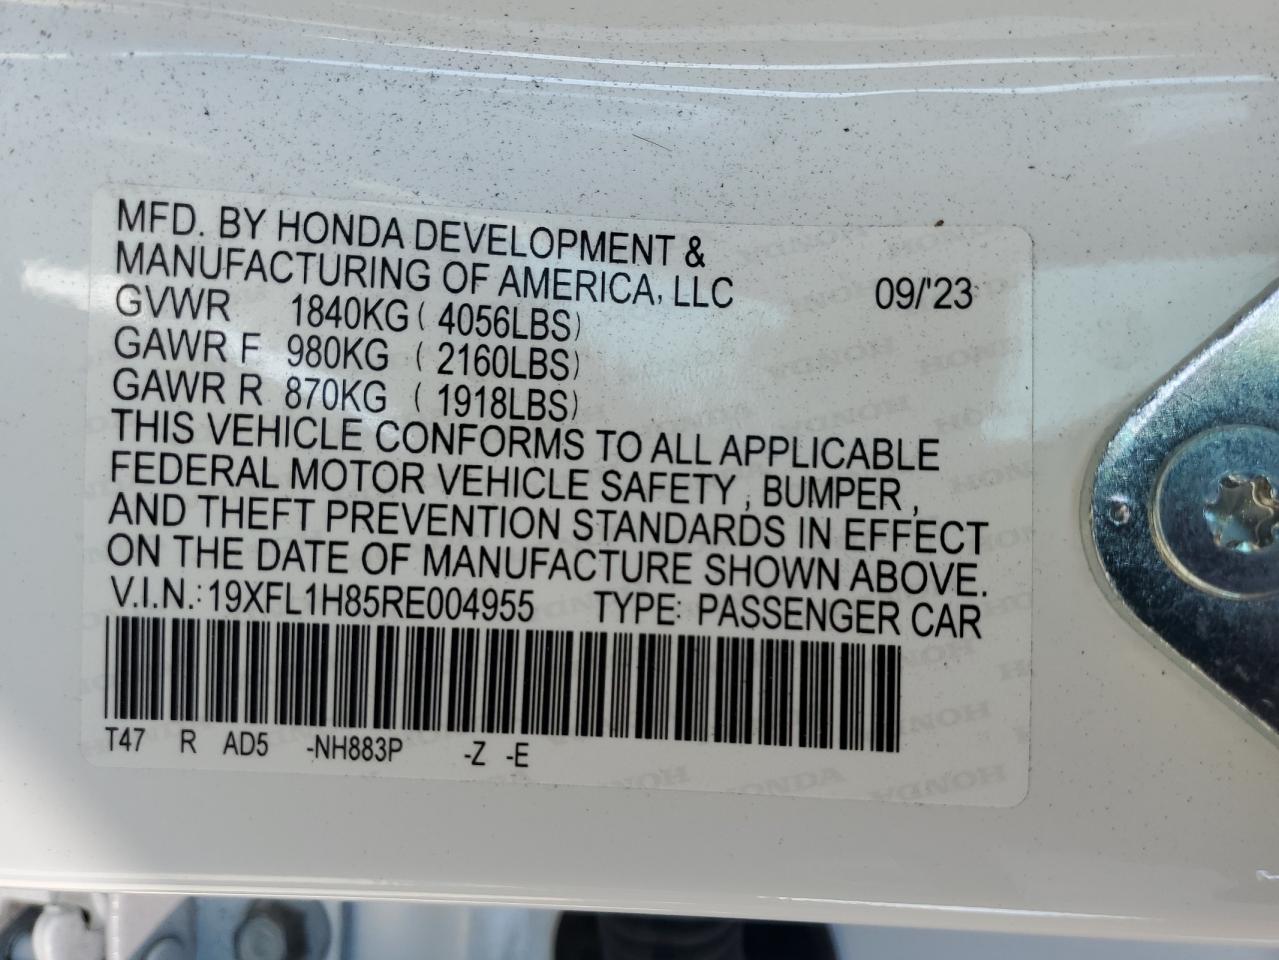 MFD. BY HONDA DEVELOPMENT &
MANUFACTURING OF AMERICA, LLC 09/'23
GVWR 1840KG ( 4056LBS)
GAWR F 980KG ( 2160LBS)
GAWR R 870KG ( 1918LBS)
THIS VEHICLE CONFORMS TO ALL APPLICABLE
FEDERAL MOTOR VEHICLE SAFETY , BUMPER ,
AND THEFT PREVENTION STANDARDS IN EFFECT
ON THE DATE OF MANUFACTURE SHOWN ABOVE.
V.I.N.: 19XFL1H85RE004955 TYPE: PASSENGER CAR
T47 R AD5 -NH883P -Z -E